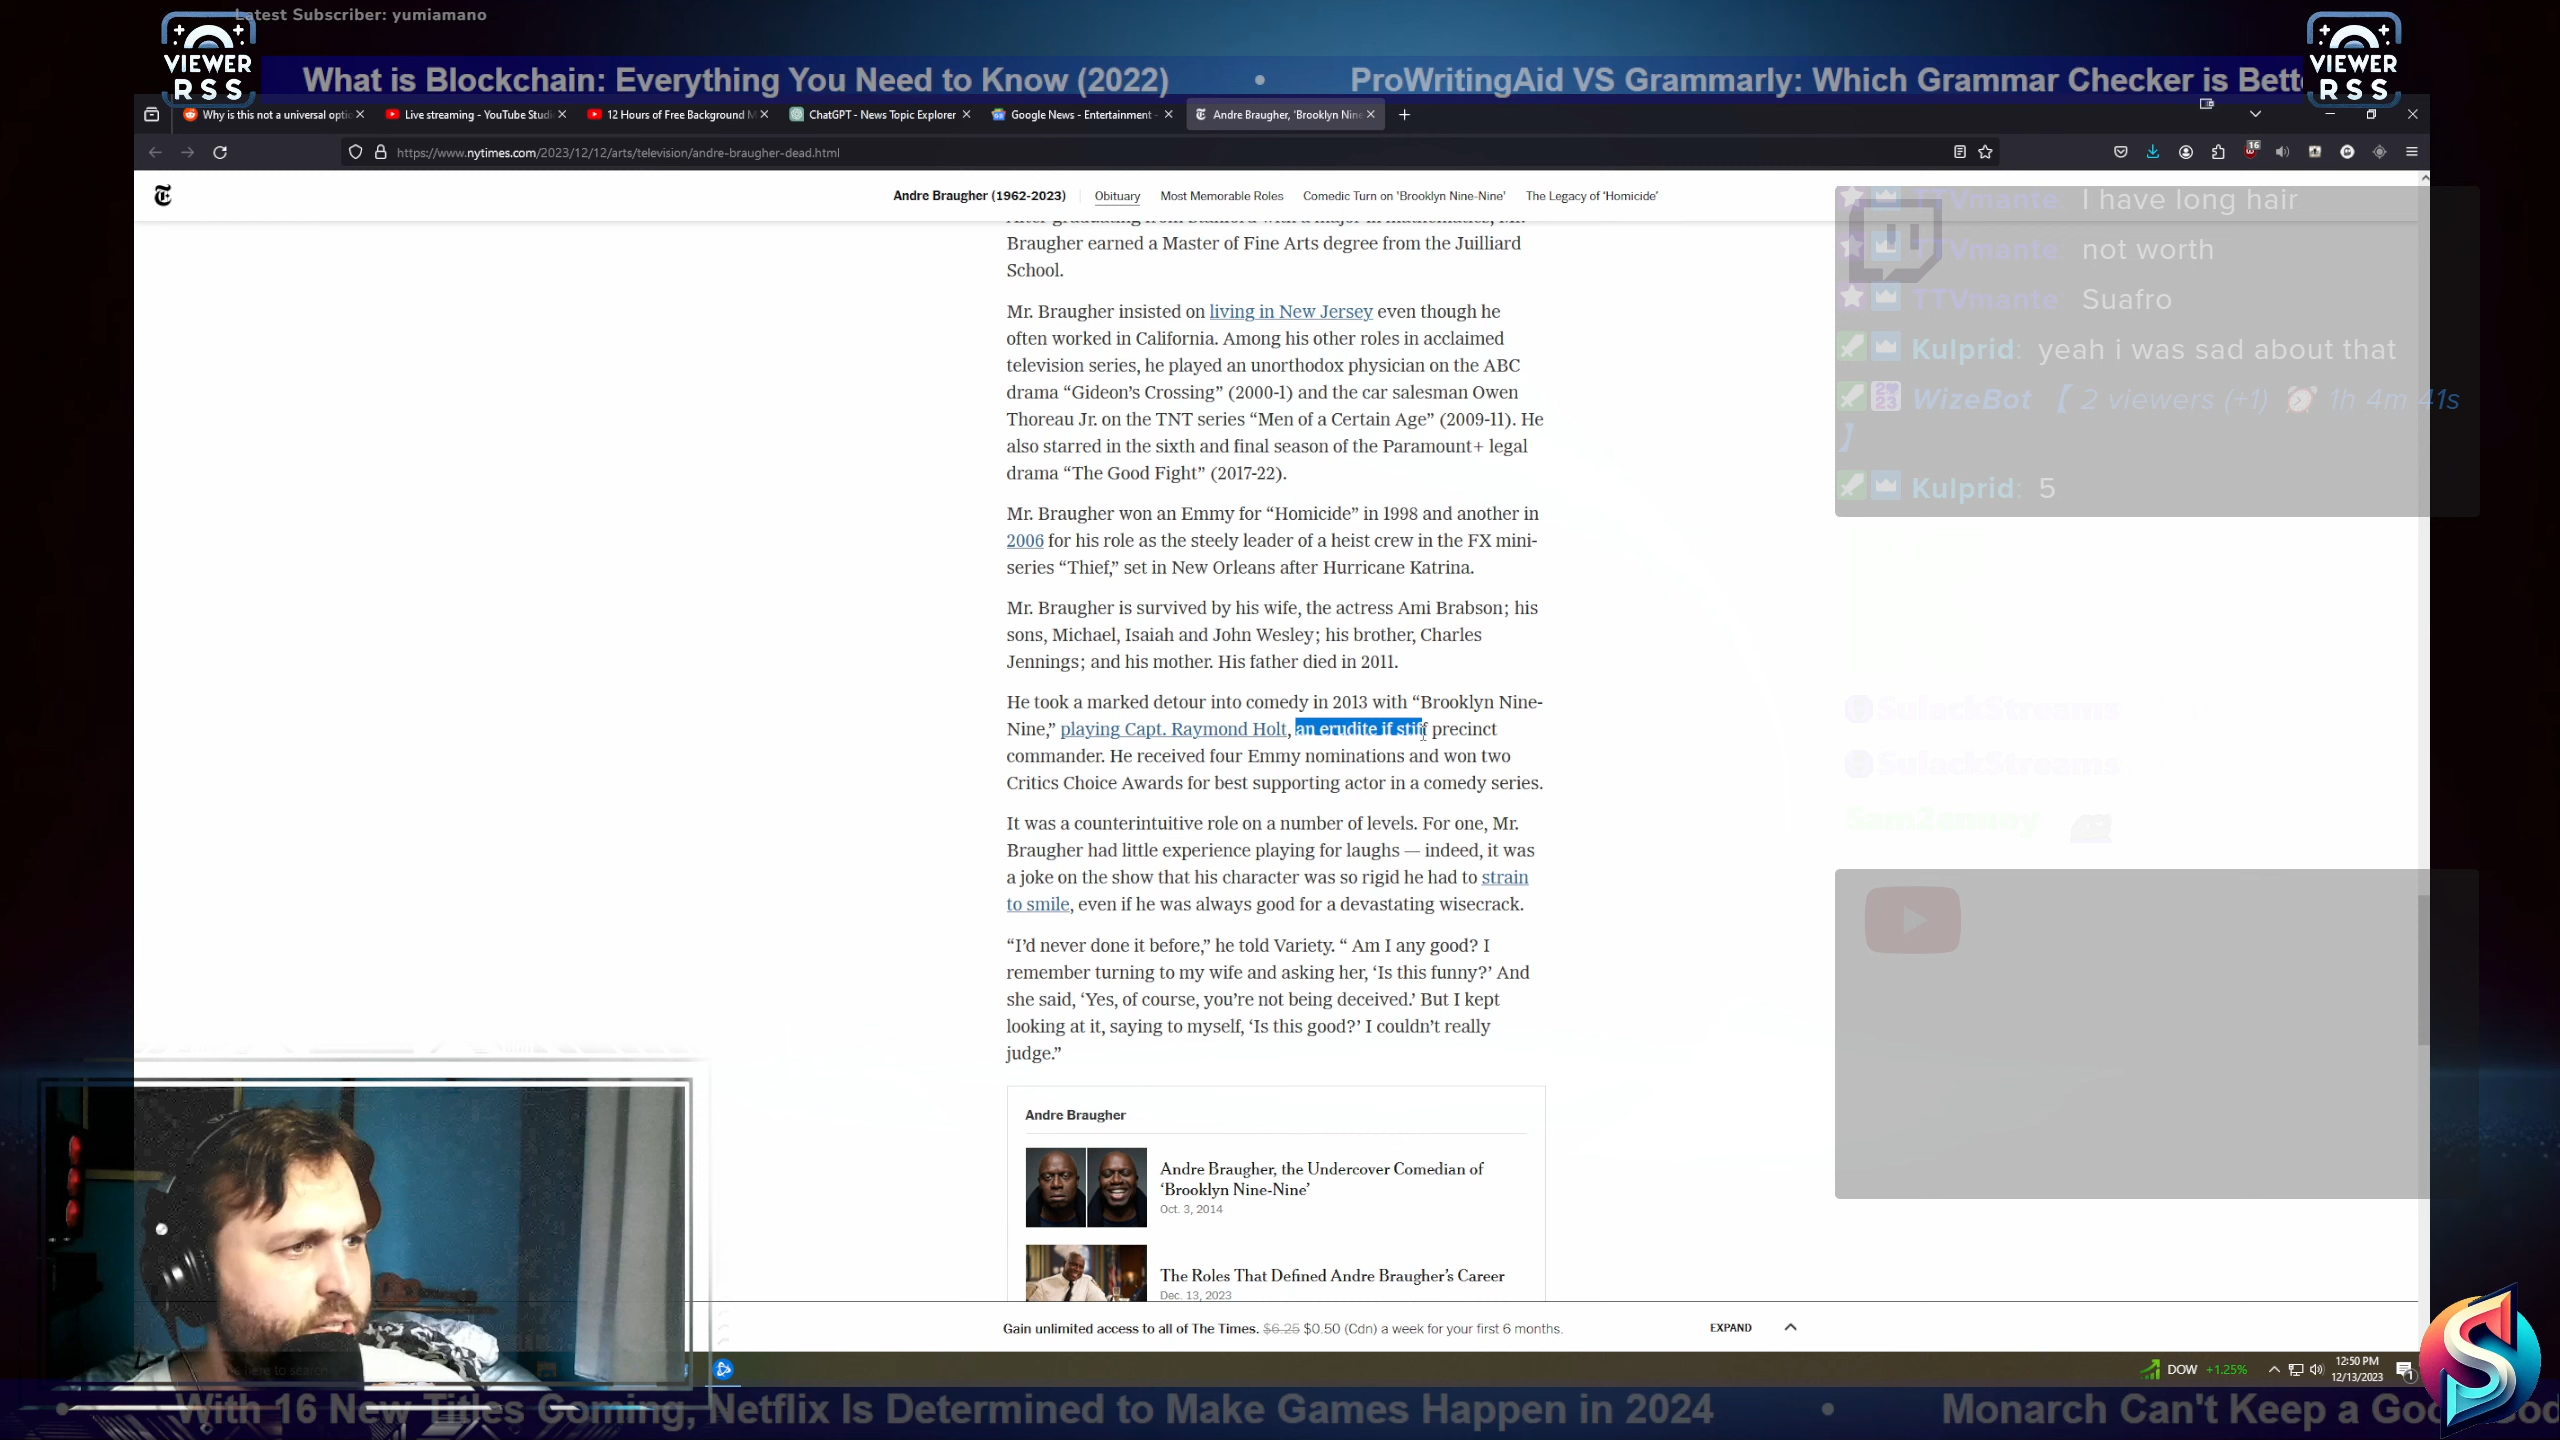 Latest Subscriber: yumiamano
VIEWER
RSS
What is Blockchain: Everything You Need to Know (2022) • ProWritingAid VS Grammarly: Which Grammar Checker is Bett
VIEWER
RSS
Why is this not a universal optio
Live streaming - YouTube Studi
12 Hours of Free Background M
ChatGPT - News Topic Explorer
Google News - Entertainment -
Andre Braugher, 'Brooklyn Nine
https://www.nytimes.com/2023/12/12/arts/television/andre-braugher-dead.html
16
Andre Braugher (1962-2023)
Obituary
Most Memorable Roles
Comedic Turn on 'Brooklyn Nine-Nine'
The Legacy of 'Homicide'
After graduating from Stanford with a major in mathematics, Mr.
Braugher earned a Master of Fine Arts degree from the Juilliard
School.
Mr. Braugher insisted on living in New Jersey even though he
often worked in California. Among his other roles in acclaimed
television series, he played an unorthodox physician on the ABC
drama “Gideon’s Crossing” (2000-1) and the car salesman Owen
Thoreau Jr. on the TNT series “Men of a Certain Age” (2009-11). He
also starred in the sixth and final season of the Paramount+ legal
drama “The Good Fight” (2017-22).
Mr. Braugher won an Emmy for “Homicide” in 1998 and another in
2006 for his role as the steely leader of a heist crew in the FX mini-
series “Thief,” set in New Orleans after Hurricane Katrina.
Mr. Braugher is survived by his wife, the actress Ami Brabson; his
sons, Michael, Isaiah and John Wesley; his brother, Charles
Jennings; and his mother. His father died in 2011.
He took a marked detour into comedy in 2013 with “Brooklyn Nine-
Nine,” playing Capt. Raymond Holt, an erudite if stiff precinct
commander. He received four Emmy nominations and won two
Critics Choice Awards for best supporting actor in a comedy series.
It was a counterintuitive role on a number of levels. For one, Mr.
Braugher had little experience playing for laughs — indeed, it was
a joke on the show that his character was so rigid he had to strain
to smile, even if he was always good for a devastating wisecrack.
“I’d never done it before,” he told Variety. “ Am I any good? I
remember turning to my wife and asking her, ‘Is this funny?’ And
she said, ‘Yes, of course, you’re not being deceived.’ But I kept
looking at it, saying to myself, ‘Is this good?’ I couldn’t really
judge.”
Andre Braugher
Andre Braugher, the Undercover Comedian of
‘Brooklyn Nine-Nine’
Oct. 3, 2014
The Roles That Defined Andre Braugher’s Career
Dec. 13, 2023
Gain unlimited access to all of The Times. $6.25 $0.50 (Cdn) a week for your first 6 months.
EXPAND
TTVmante: I have long hair
TTVmante: not worth
TTVmante: Suafro
Kulprid: yeah i was sad about that
WizeBot 【 2 viewers (+1) ⏰ 1h 4m 41s
】
Kulprid: 5
SulackStreams
SulackStreams
here to search
DOW +1.25%
12:50 PM
12/13/2023
1
With 16 New Titles Coming, Netflix Is Determined to Make Games Happen in 2024 • Monarch Can't Keep a